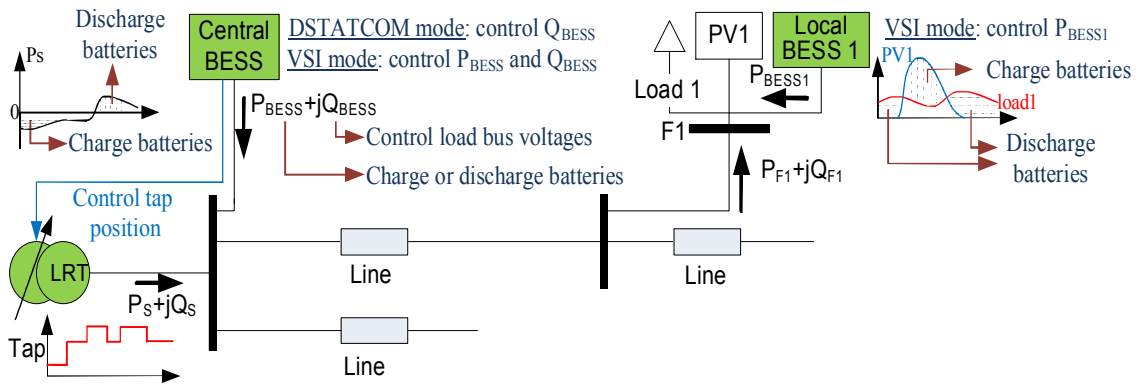 Discharge
batteries
Ps
0
Charge batteries
Central
BESS
DSTATCOM mode: control QBESS
VSI mode: control PBESS and QBESS
PBESS+jQBESS
Control load bus voltages
Charge or discharge batteries
Control tap
position
LRT
PS+jQS
Tap
Line
Line
Line
Load 1
PV1
Local
BESS 1
PBESS1
F1
PF1+jQF1
VSI mode: control PBESS1
PV1
Charge batteries
load1
Discharge
batteries